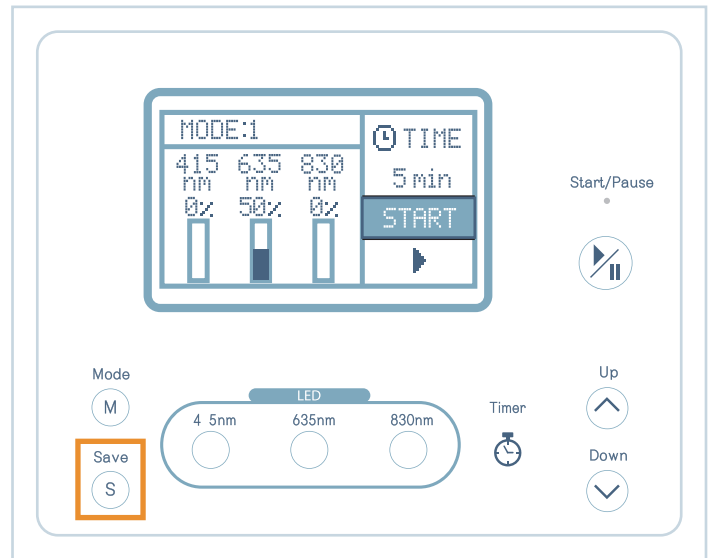 MODE:1
TIME
415 635 830
nm nm nm
5 min
0% 50% 0%
START
Start/Pause
Mode
M
LED
4 5nm 635nm 830nm
Timer
Up
Save
S
Down